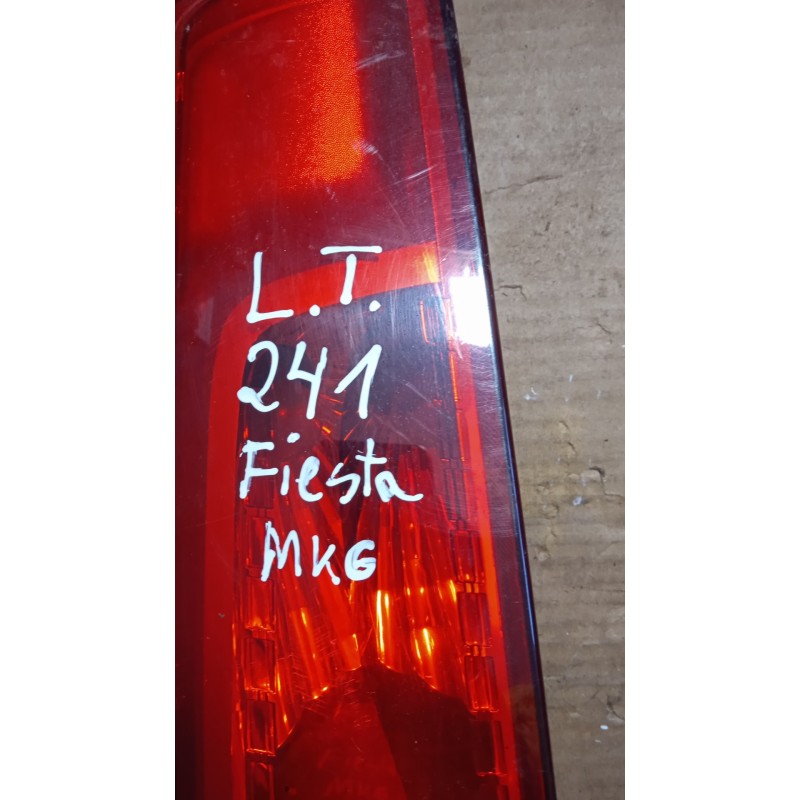 L.T.
241
Fiesta
MK6